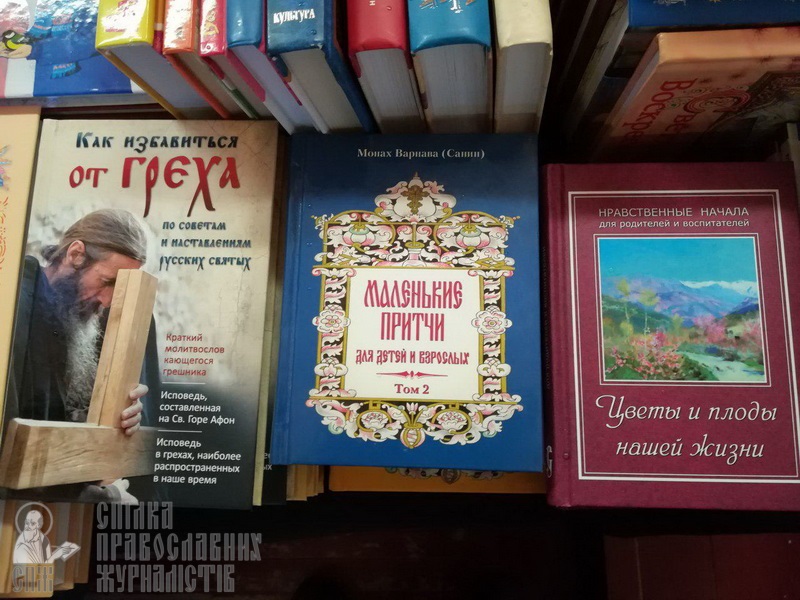 КУЛЬТУРА
Как избавиться
от греха
по советам
и наставлениям
русских святых
Краткий
молитвослов
кающегося
грешника
Исповедь,
составленная
на Св. Горе Афон
Исповедь
в грехах, наиболее
распространенных
в наше время
Монах Варнава (Санин)
Маленькие
притчи
для детей и взрослых
Том 2
НРАВСТВЕННЫЕ НАЧАЛА
для родителей и воспитателей
Цветы и плоды
нашей жизни
СПІЛКА
ПРАВОСЛАВНИХ
ЖУРНАЛІСТІВ